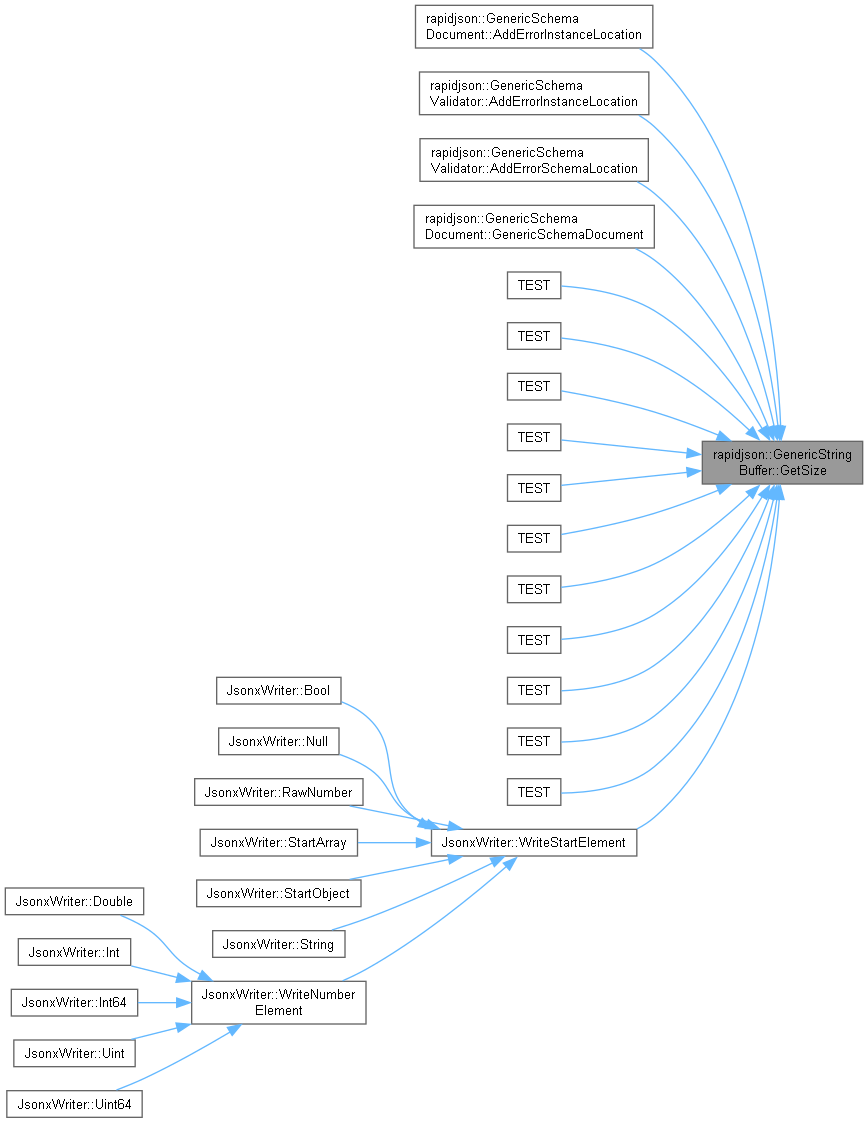 rapidjson::GenericSchema
Document::AddErrorInstanceLocation
rapidjson::GenericSchema
Validator::AddErrorInstanceLocation
rapidjson::GenericSchema
Validator::AddErrorSchemaLocation
rapidjson::GenericSchema
Document::GenericSchemaDocument
TEST
TEST
TEST
TEST
rapidjson::GenericString
Buffer::GetSize
TEST
TEST
TEST
TEST
TEST
TEST
TEST
JsonxWriter::Bool
JsonxWriter::Null
JsonxWriter::RawNumber
JsonxWriter::StartArray
JsonxWriter::WriteStartElement
JsonxWriter::StartObject
JsonxWriter::String
JsonxWriter::Double
JsonxWriter::Int
JsonxWriter::Int64
JsonxWriter::WriteNumber
Element
JsonxWriter::Uint
JsonxWriter::Uint64